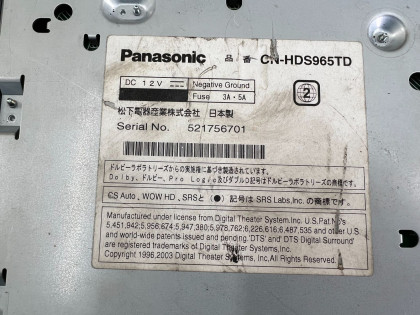 Panasonic 品番 CN-HDS965TD
DC 12V Negative Ground
Fuse 3A・5A
2
松下電器産業株式会社 日本製
Serial No. 521756701
ドルビーラボラトリーズからの実施権に基づき製造されています。
Dolby、ドルビー、Pro Logic及びダブルD記号はドルビーラボラトリーズの商標です。
CS Auto、WOW HD、SRSと(●)記号は SRS Labs, Inc. の商標です。
Manufactured under license from Digital Theater System,Inc. U.S.Pat.No's
5,451,942;5,956,674;5,947,380;5,978,762;6,226,616;6,487,535 and other U.S.
and world-wide patents issued and pending.'DTS' and 'DTS Digital Surround'
are registered trademarks of Digital Theater Systems,Inc.
Copyright 1996,2003 Digital Theater Systems,Inc.All Rights Reserved.